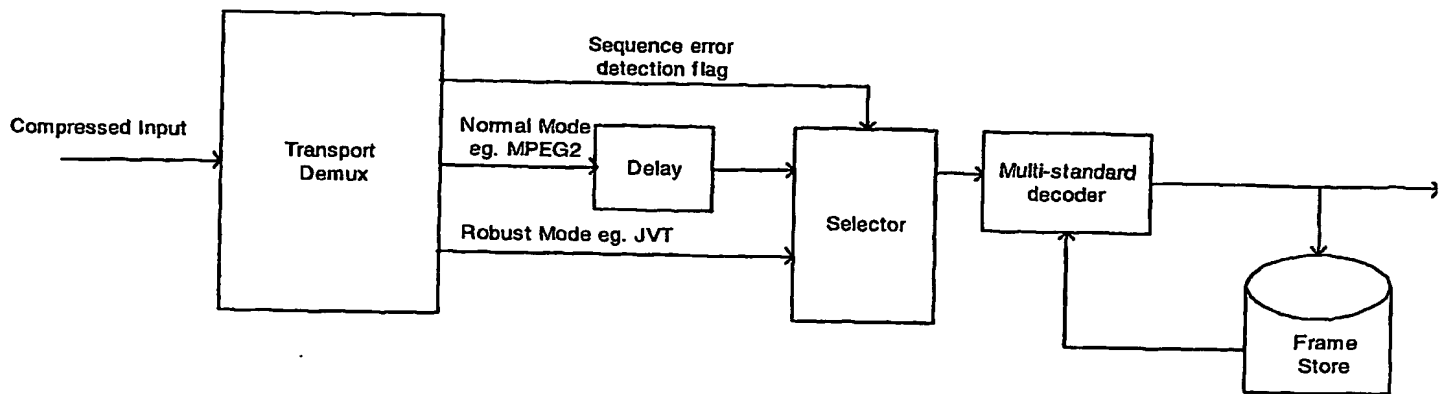 Sequence error
detection flag
Compressed Input
Normal Mode
eg. MPEG2
Transport
Demux
Delay
Multi-standard
decoder
Selector
Robust Mode eg. JVT
Frame
Store